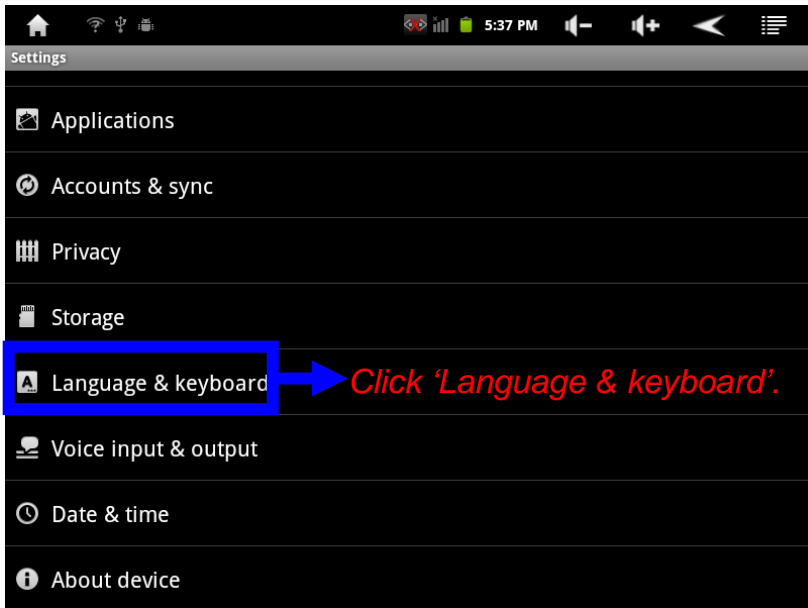 5:37 PM
Settings
Applications
Accounts & sync
Privacy
Storage
Language & keyboard Click ‘Language & keyboard’.
Voice input & output
Date & time
About device